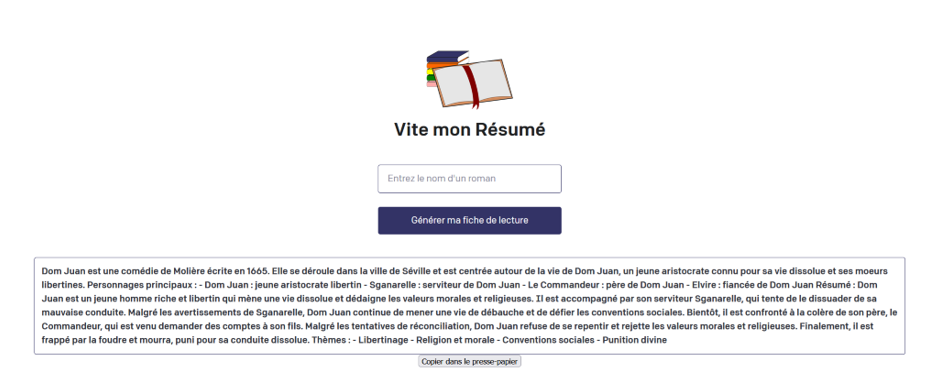 Vite mon Résumé
Entrez le nom d'un roman
Générer ma fiche de lecture
Dom Juan est une comédie de Molière écrite en 1665. Elle se déroule dans la ville de Séville et est centrée autour de la vie de Dom Juan, un jeune aristocrate connu pour sa vie dissolue et ses moeurs
libertines. Personnages principaux : - Dom Juan : jeune aristocrate libertin - Sganarelle : serviteur de Dom Juan - Le Commandeur : père de Dom Juan - Elvire : fiancée de Dom Juan Résumé : Dom
Juan est un jeune homme riche et libertin qui mène une vie dissolue et dédaigne les valeurs morales et religieuses. Il est accompagné par son serviteur Sganarelle, qui tente de le dissuader de sa
mauvaise conduite. Malgré les avertissements de Sganarelle, Dom Juan continue de mener une vie de débauche et de défier les conventions sociales. Bientôt, il est confronté à la colère de son père, le
Commandeur, qui est venu demander des comptes à son fils. Malgré les tentatives de réconciliation, Dom Juan refuse de se repentir et rejette les valeurs morales et religieuses. Finalement, il est
frappé par la foudre et mourra, puni pour sa conduite dissolue. Thèmes : - Libertinage - Religion et morale - Conventions sociales - Punition divine
Copier dans le presse-papier